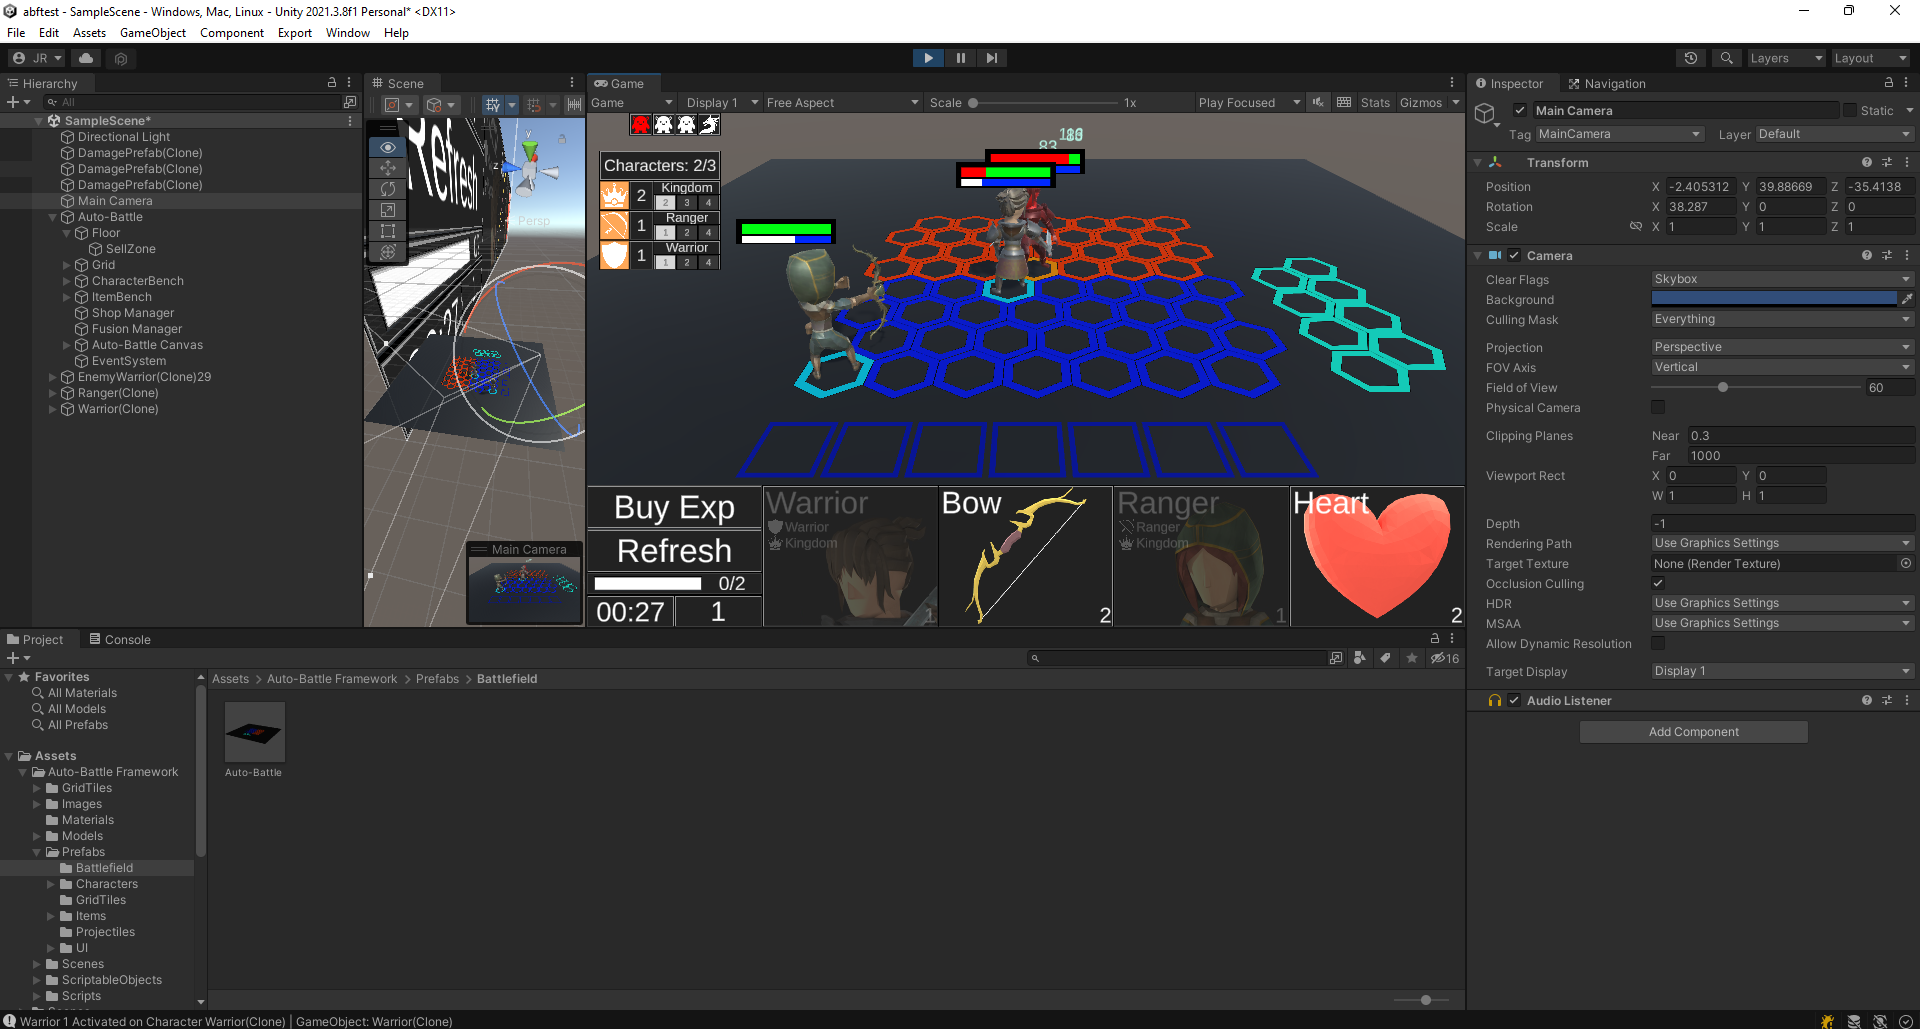 abftest - SampleScene - Windows, Mac, Linux - Unity 2021.3.8f1 Personal* <DX11>
File Edit Assets GameObject Component Export Window Help
JR Layers Layout
Hierarchy
All
SampleScene*
Directional Light
DamagePrefab(Clone)
DamagePrefab(Clone)
DamagePrefab(Clone)
Main Camera
Auto-Battle
Floor
SellZone
Grid
CharacterBench
ItemBench
Shop Manager
Fusion Manager
Auto-Battle Canvas
EventSystem
EnemyWarrior(Clone)29
Ranger(Clone)
Warrior(Clone)
Scene
Refresh
y
z
Persp
Main Camera
Game
Game Display 1 Free Aspect Scale 1x Play Focused Stats Gizmos
83
Characters: 2/3
2 Kingdom
2 3 4
1 Ranger
1 2 4
1 Warrior
1 2 4
Buy Exp
Refresh
0/2
00:27 1
Warrior
Warrior
Kingdom
1
Bow
2
Ranger
Ranger
Kingdom
1
Heart
2
Inspector Navigation
Main Camera Static
Tag MainCamera Layer Default
Transform
Position X -2.405312 Y 39.88669 Z -35.4138
Rotation X 38.287 Y 0 Z 0
Scale X 1 Y 1 Z 1
Camera
Clear Flags Skybox
Background
Culling Mask Everything
Projection Perspective
FOV Axis Vertical
Field of View 60
Physical Camera
Clipping Planes Near 0.3
Far 1000
Viewport Rect X 0 Y 0
W 1 H 1
Depth -1
Rendering Path Use Graphics Settings
Target Texture None (Render Texture)
Occlusion Culling
HDR Use Graphics Settings
MSAA Use Graphics Settings
Allow Dynamic Resolution
Target Display Display 1
Audio Listener
Add Component
Project Console
16
Favorites
All Materials
All Models
All Prefabs
Assets
Auto-Battle Framework
GridTiles
Images
Materials
Models
Prefabs
Battlefield
Characters
GridTiles
Items
Projectiles
UI
Scenes
ScriptableObjects
Scripts
Assets > Auto-Battle Framework > Prefabs > Battlefield
Auto-Battle
Warrior 1 Activated on Character Warrior(Clone) | GameObject: Warrior(Clone)